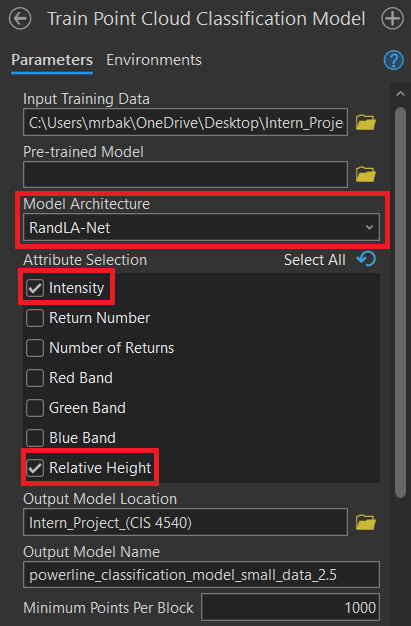 Train Point Cloud Classification Model
Parameters Environments
?
Input Training Data
C:\Users\mrbak\OneDrive\Desktop\Intern_Proje
Pre-trained Model
Model Architecture
RandLA-Net
Attribute Selection Select All
Intensity
Return Number
Number of Returns
Red Band
Green Band
Blue Band
Relative Height
Output Model Location
Intern_Project_(CIS 4540)
Output Model Name
powerline_classification_model_small_data_2.5
Minimum Points Per Block 1000